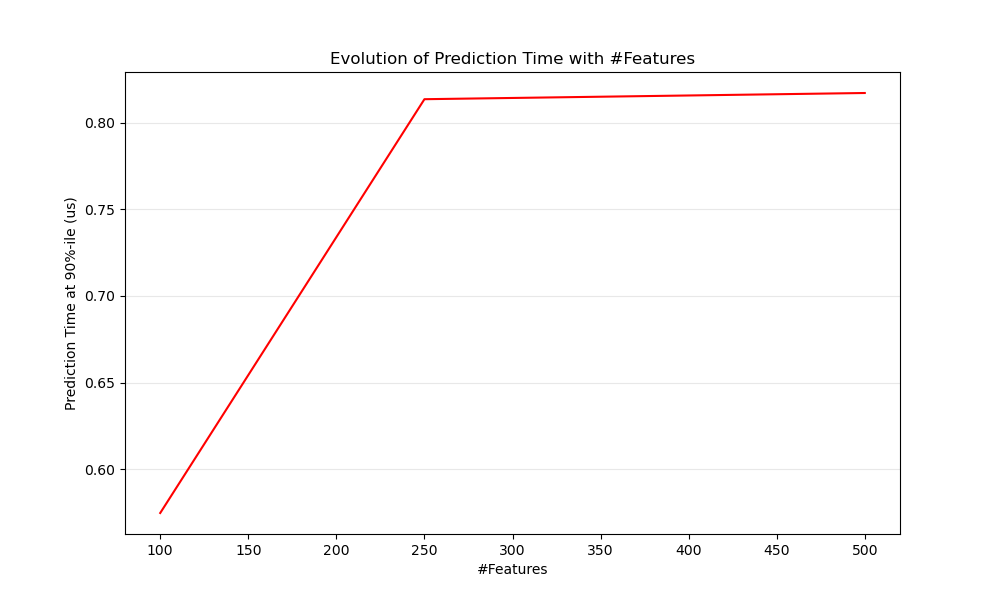 Evolution of Prediction Time with #Features
Prediction Time at 90%-ile (us)
0.80
0.75
0.70
0.65
0.60
100 150 200 250 300 350 400 450 500
#Features